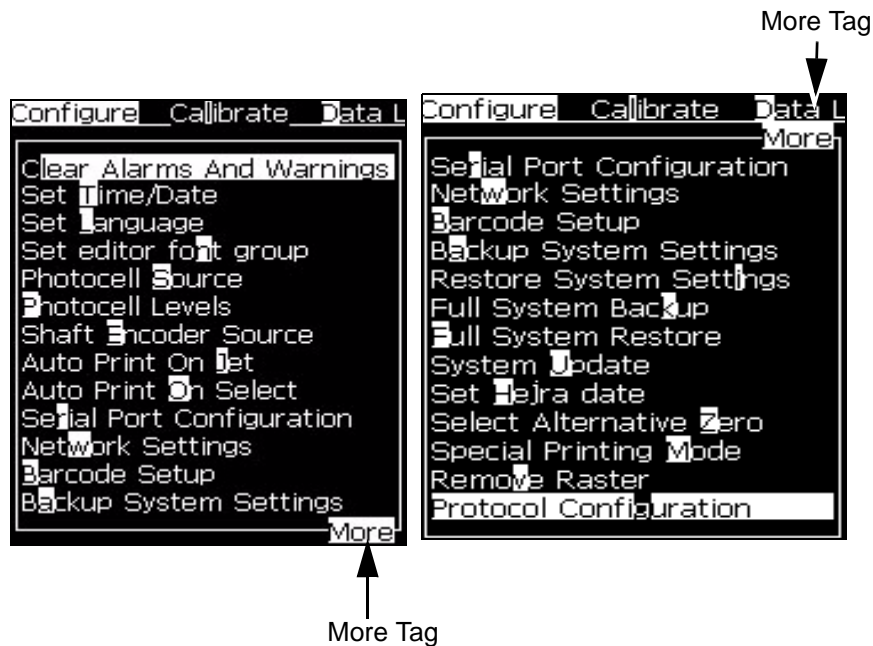 More Tag
Configure Calibrate Data L
Clear Alarms And Warnings
Set Time/Date
Set Language
Set editor font group
Photocell Source
Photocell Levels
Shaft Encoder Source
Auto Print On Jet
Auto Print On Select
Serial Port Configuration
Network Settings
Barcode Setup
Backup System Settings
More
More Tag
Configure Calibrate Data L
More
Serial Port Configuration
Network Settings
Barcode Setup
Backup System Settings
Restore System Settings
Full System Backup
Full System Restore
System Update
Set Hejra date
Select Alternative Zero
Special Printing Mode
Remove Raster
Protocol Configuration